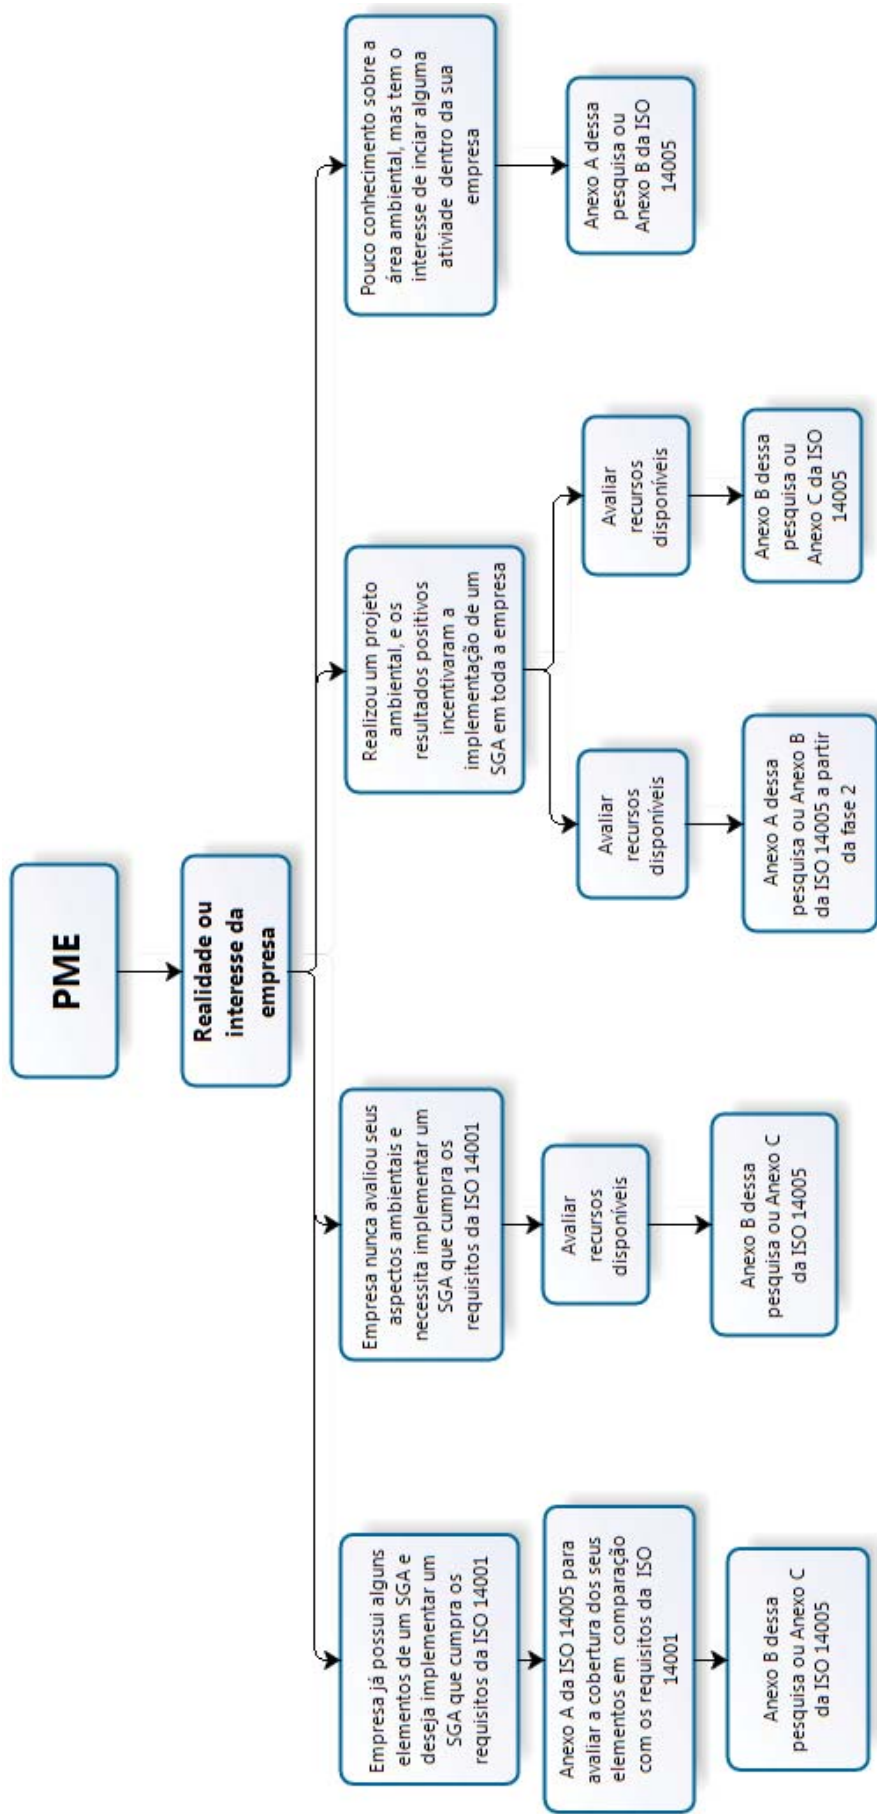 PME
Realidade ou
interesse da
empresa
Empresa já possui alguns
elementos de um SGA e
deseja implementar um
SGA que cumpra os
requisitos da ISO 14001
Anexo A da ISO 14005 para
avaliar a cobertura dos seus
elementos em comparação
com os requisitos da ISO
14001
Anexo B dessa
pesquisa ou Anexo C
da ISO 14005
Empresa nunca avaliou seus
aspectos ambientais e
necessita implementar um
SGA que cumpra os
requisitos da ISO 14001
Avaliar
recursos
disponíveis
Anexo B dessa
pesquisa ou Anexo C
da ISO 14005
Realizou um projeto
ambiental, e os
resultados positivos
incentivaram a
implementação de um
SGA em toda a empresa
Avaliar
recursos
disponíveis
Anexo A dessa
pesquisa ou Anexo B
da ISO 14005 a partir
da fase 2
Avaliar
recursos
disponíveis
Anexo B dessa
pesquisa ou
Anexo C da ISO
14005
Pouco conhecimento sobre a
área ambiental, mas tem o
interesse de inciar alguma
ativiade dentro da sua
empresa
Anexo A dessa
pesquisa ou
Anexo B da ISO
14005